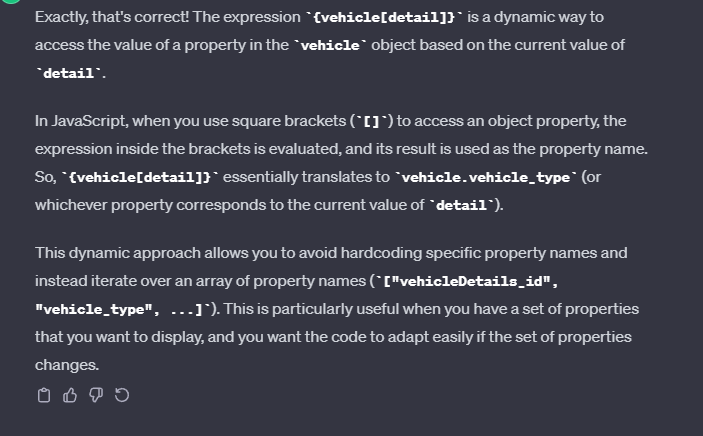 Exactly, that's correct! The expression `{vehicle[detail]}` is a dynamic way to
access the value of a property in the `vehicle` object based on the current value of
`detail`.
In JavaScript, when you use square brackets (`[]`) to access an object property, the
expression inside the brackets is evaluated, and its result is used as the property name.
So, `{vehicle[detail]}` essentially translates to `vehicle.vehicle_type` (or
whichever property corresponds to the current value of `detail`).
This dynamic approach allows you to avoid hardcoding specific property names and
instead iterate over an array of property names (`["vehicleDetails_id",
"vehicle_type", ...]`). This is particularly useful when you have a set of properties
that you want to display, and you want the code to adapt easily if the set of properties
changes.